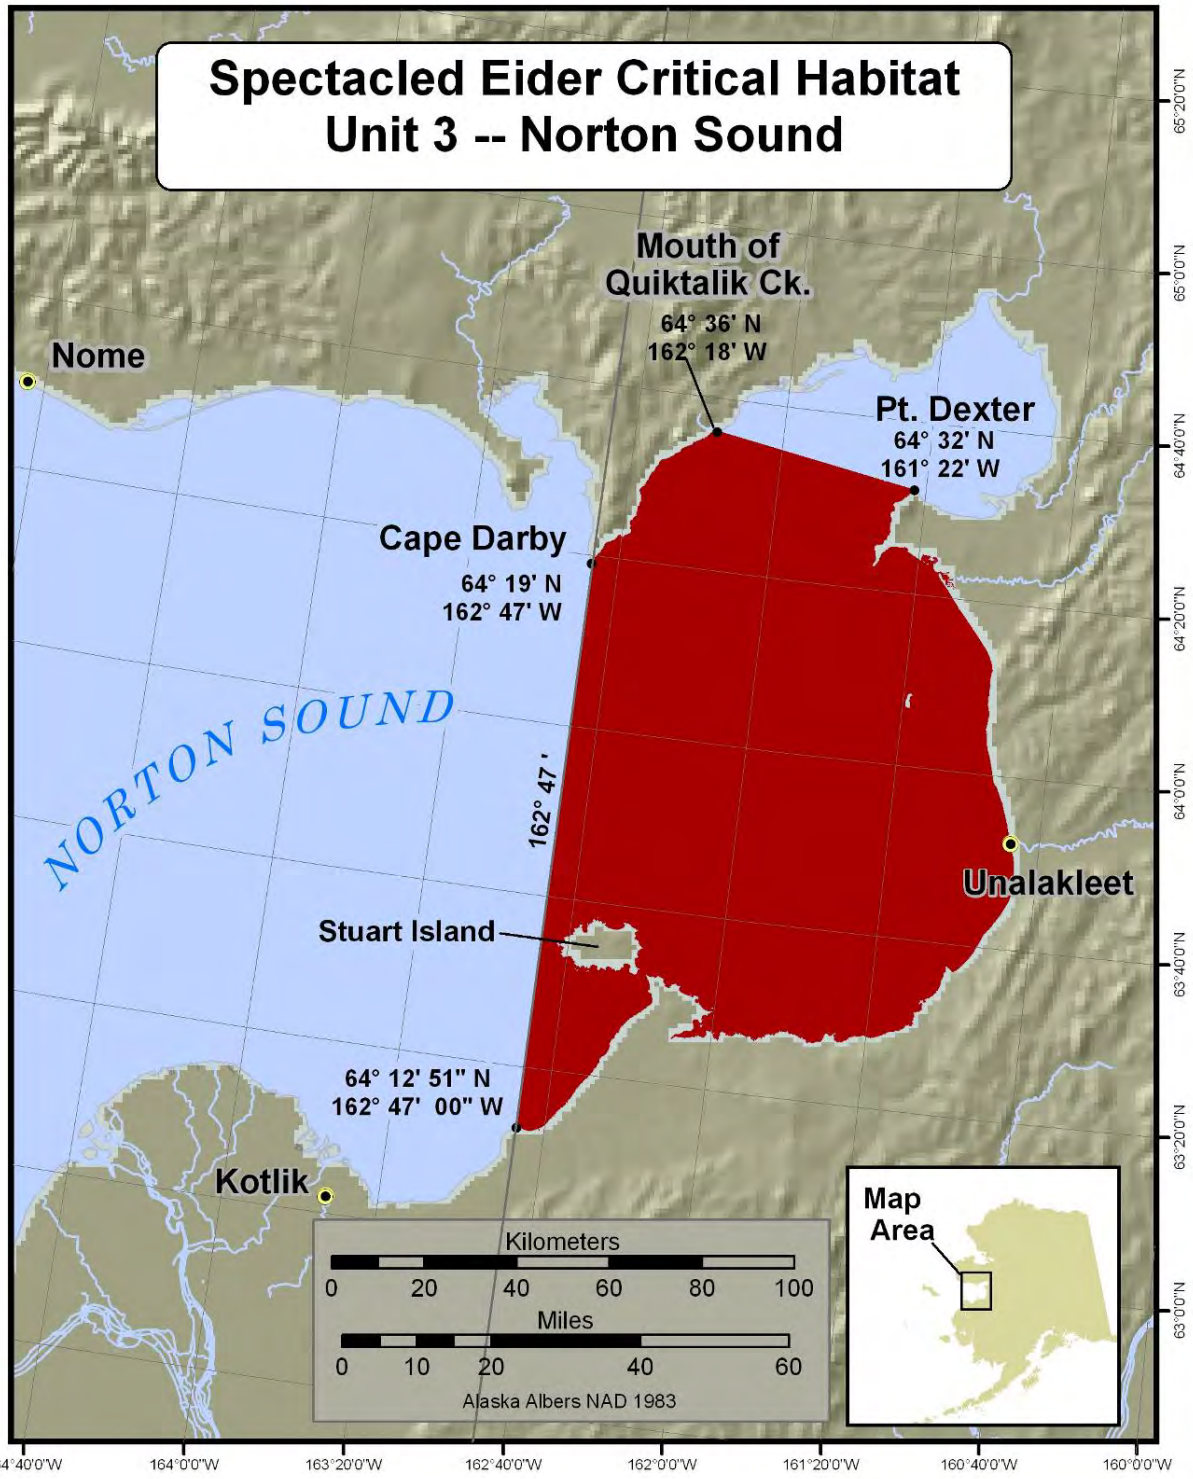 Spectacled Eider Critical Habitat
Unit 3 -- Norton Sound
65°20'0"N
Mouth of
Quiktalik Ck.
64° 36' N
162° 18' W
65°0'0"N
Nome
Pt. Dexter
64° 32' N
161° 22' W
64°40'0"N
Cape Darby
64° 19' N
162° 47' W
64°20'0"N
NORTON SOUND
162° 47 '
64°0'0"N
Unalakleet
Stuart Island
63°40'0"N
64° 12' 51" N
162° 47' 00" W
63°20'0"N
Kotlik
Map
Area
Kilometers
0 20 40 60 80 100
63°0'0"N
Miles
0 10 20 40 60
Alaska Albers NAD 1983
4°40'0"W 164°0'0"W 163°20'0"W 162°40'0"W 162°0'0"W 161°20'0"W 160°40'0"W 160°0'0"W